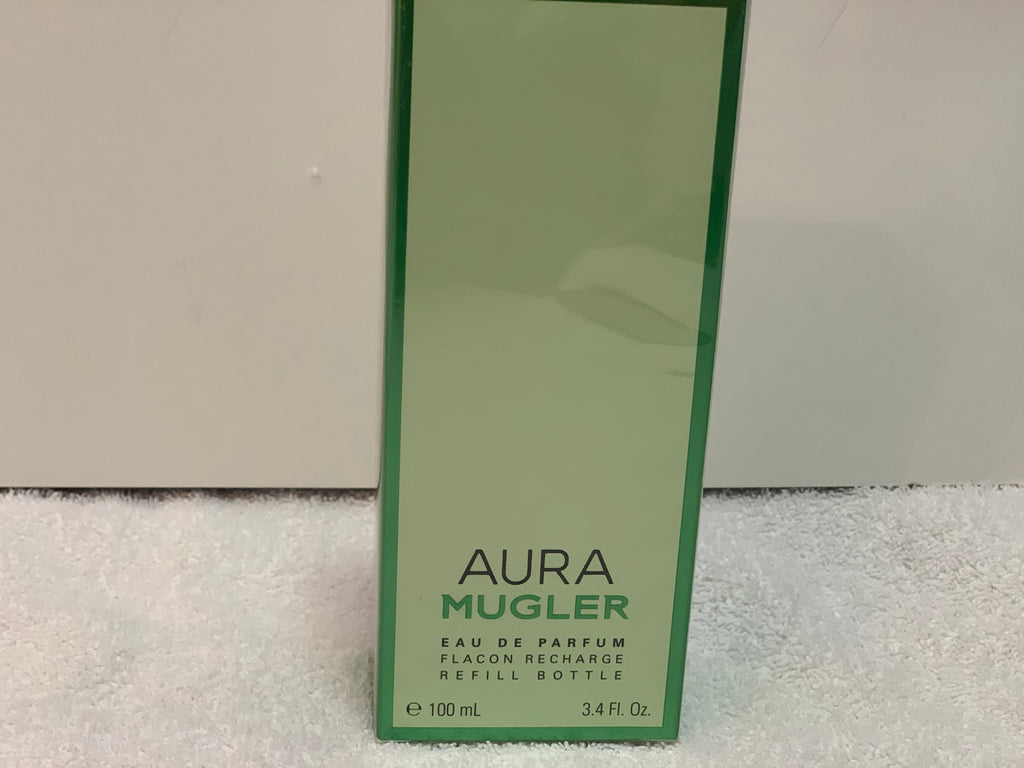 AURA
MUGLER
EAU DE PARFUM
FLACON RECHARGE
REFILL BOTTLE
℮ 100 mL 3.4 Fl. Oz.